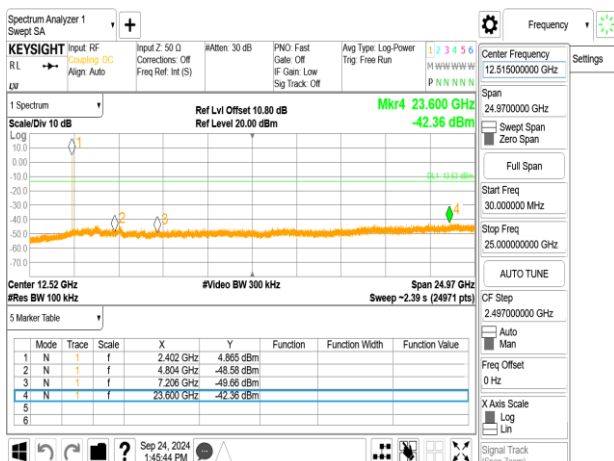 Spectrum Analyzer 1
Swept SA
Frequency
KEYSIGHT
RL
Input: RF
Coupling: DC
Align: Auto
Input Z: 50 Ω
Corrections: Off
Freq Ref: Int (S)
#Atten: 30 dB
PNO: Fast
Gate: Off
IF Gain: Low
Sig Track: Off
Avg Type: Log-Power
Trig: Free Run
1 2 3 4 5 6
M W W W W W
P N N N N N
1 Spectrum
Scale/Div 10 dB
Ref Lvl Offset 10.80 dB
Ref Level 20.00 dBm
Mkr4 23.600 GHz
-42.36 dBm
Log
10.0
0.00
-10.0
-20.0
-30.0
-40.0
-50.0
-60.0
-70.0
1
2
3
4
Center 12.52 GHz
#Res BW 100 kHz
#Video BW 300 kHz
Span 24.97 GHz
Sweep ~2.39 s (24971 pts)
5 Marker Table
Mode Trace Scale X Y Function Function Width Function Value
1 N 1 f 2.402 GHz 4.865 dBm
2 N 1 f 4.804 GHz -48.58 dBm
3 N 1 f 7.206 GHz -49.66 dBm
4 N 1 f 23.600 GHz -42.36 dBm
5
6
Sep 24, 2024
1:45:44 PM
Settings
Center Frequency
12.515000000 GHz
Span
24.9700000 GHz
Swept Span
Zero Span
Full Span
Start Freq
30.000000 MHz
Stop Freq
25.000000000 GHz
AUTO TUNE
CF Step
2.497000000 GHz
Auto
Man
Freq Offset
0 Hz
X Axis Scale
Log
Lin
Signal Track